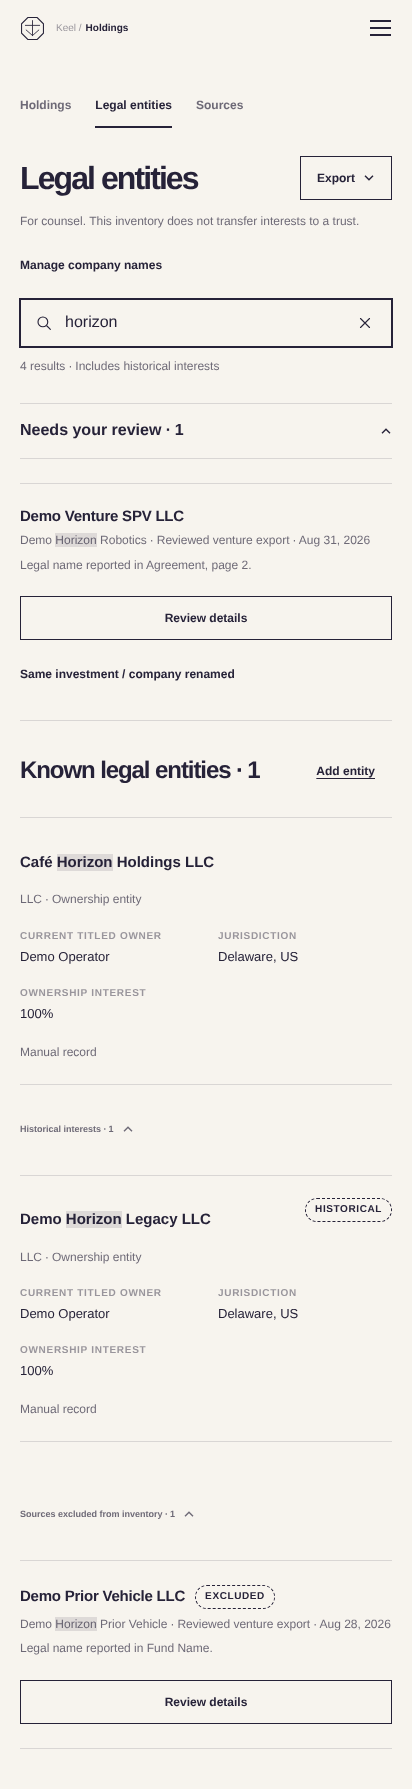 Keel / Holdings
Holdings Legal entities Sources
Legal entities
Export
For counsel. This inventory does not transfer interests to a trust.
Manage company names
horizon
4 results · Includes historical interests
Needs your review · 1
Demo Venture SPV LLC
Demo Horizon Robotics · Reviewed venture export · Aug 31, 2026
Legal name reported in Agreement, page 2.
Review details
Same investment / company renamed
Known legal entities · 1
Add entity
Café Horizon Holdings LLC
LLC · Ownership entity
CURRENT TITLED OWNER JURISDICTION
Demo Operator Delaware, US
OWNERSHIP INTEREST
100%
Manual record
Historical interests · 1
HISTORICAL
Demo Horizon Legacy LLC
LLC · Ownership entity
CURRENT TITLED OWNER JURISDICTION
Demo Operator Delaware, US
OWNERSHIP INTEREST
100%
Manual record
Sources excluded from inventory · 1
Demo Prior Vehicle LLC EXCLUDED
Demo Horizon Prior Vehicle · Reviewed venture export · Aug 28, 2026
Legal name reported in Fund Name.
Review details